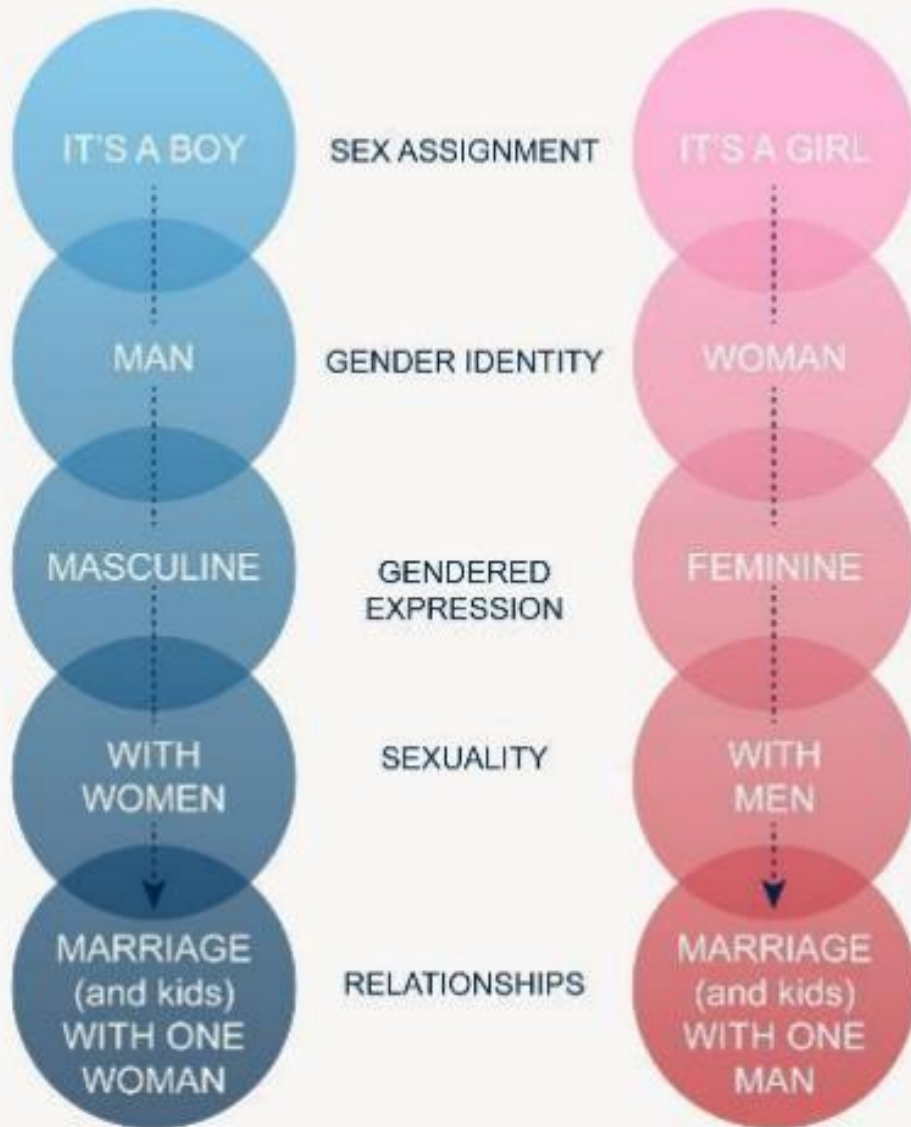 IT'S A BOY
SEX ASSIGNMENT
IT'S A GIRL
MAN
GENDER IDENTITY
WOMAN
MASCULINE
GENDERED
EXPRESSION
FEMININE
WITH
WOMEN
SEXUALITY
WITH
MEN
MARRIAGE
(and kids)
WITH ONE
WOMAN
RELATIONSHIPS
MARRIAGE
(and kids)
WITH ONE
MAN